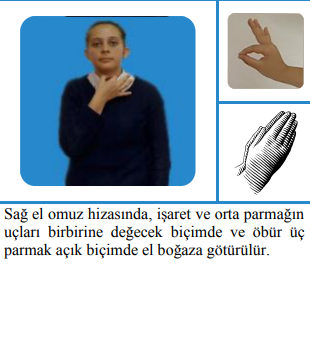 Sağ el omuz hizasında, işaret ve orta parmağın
uçları birbirine değecek biçimde ve öbür üç
parmak açık biçimde el boğaza götürülür.